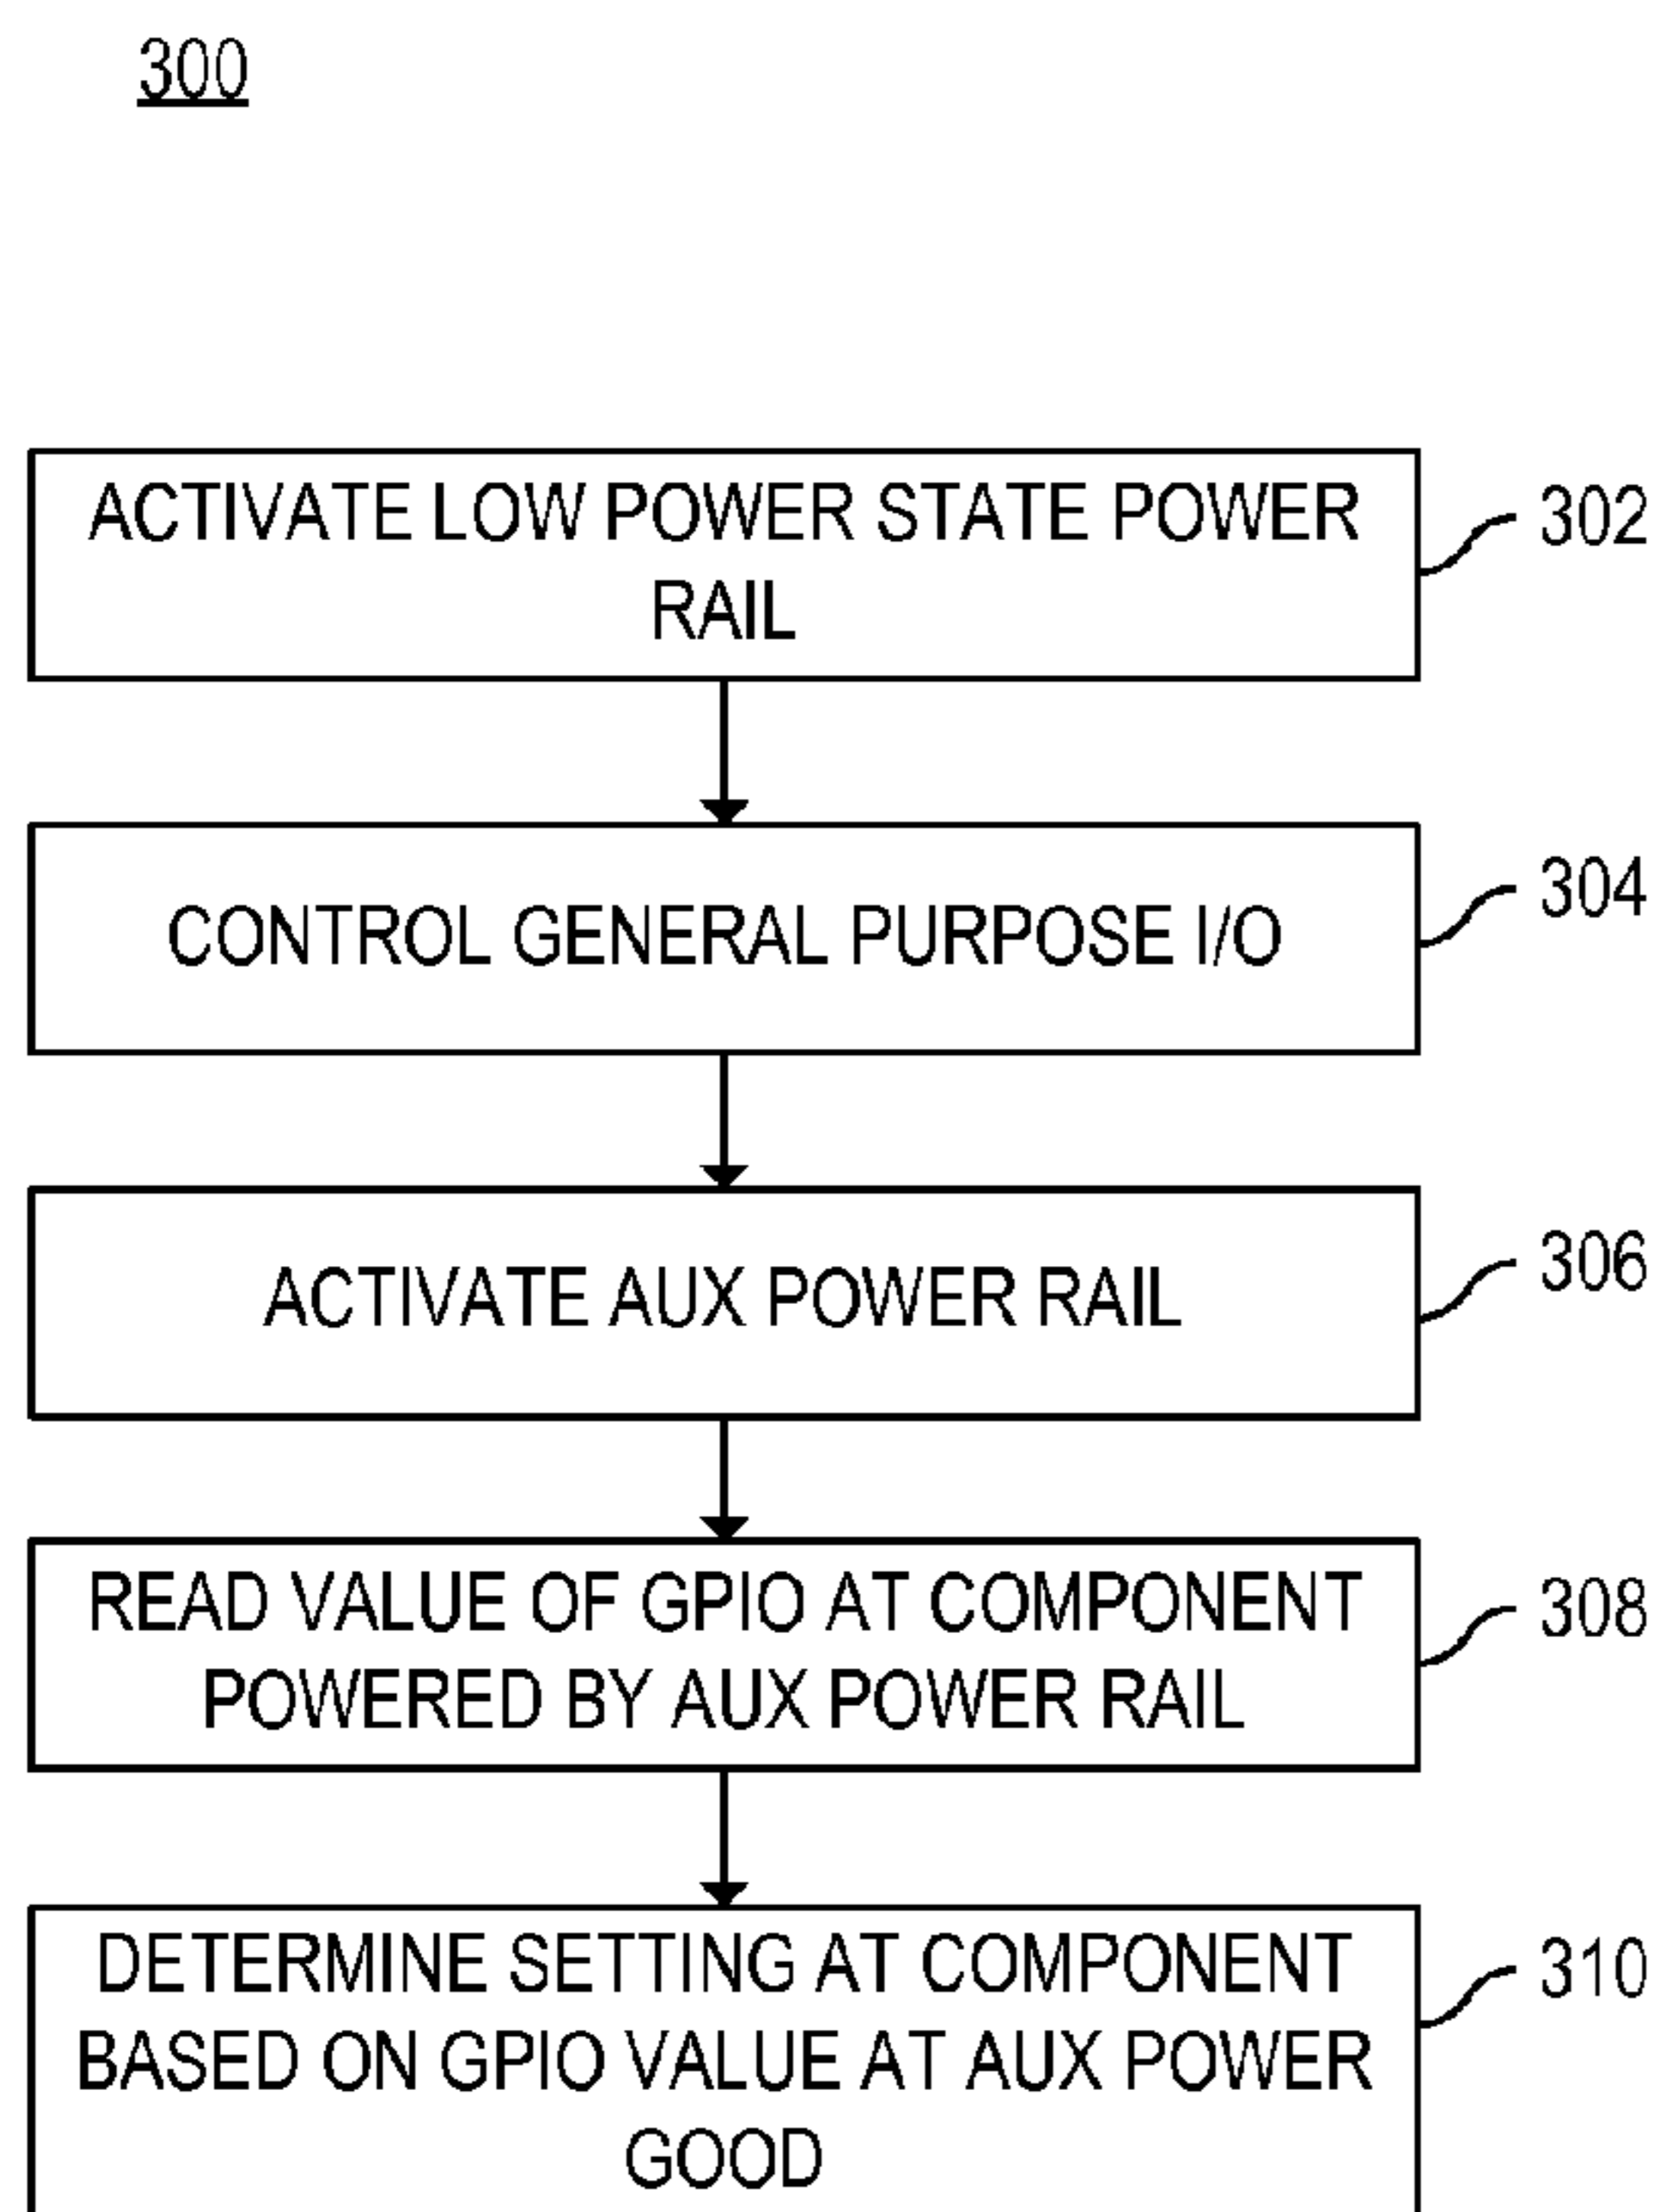 300
ACTIVATE LOW POWER STATE POWER
RAIL
302
CONTROL GENERAL PURPOSE I/O
304
ACTIVATE AUX POWER RAIL
306
READ VALUE OF GPIO AT COMPONENT
POWERED BY AUX POWER RAIL
308
DETERMINE SETTING AT COMPONENT
BASED ON GPIO VALUE AT AUX POWER
GOOD
310